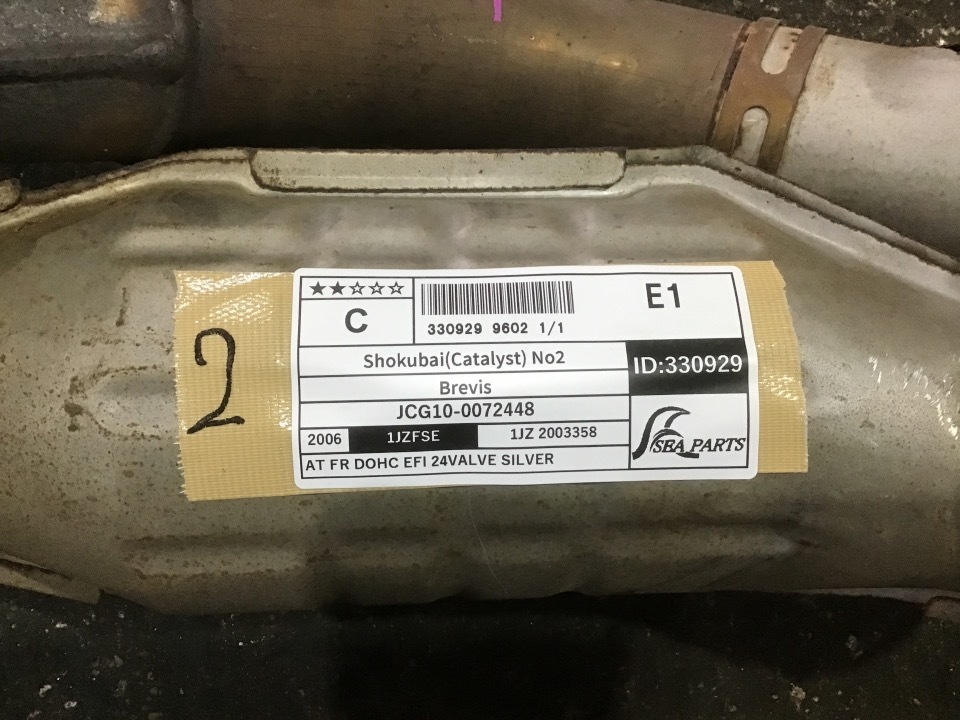 2
★★☆☆☆
C
330929 9602 1/1
E1
Shokubai(Catalyst) No2
ID:330929
Brevis
JCG10-0072448
2006 1JZFSE 1JZ 2003358
AT FR DOHC EFI 24VALVE SILVER
SEA PARTS